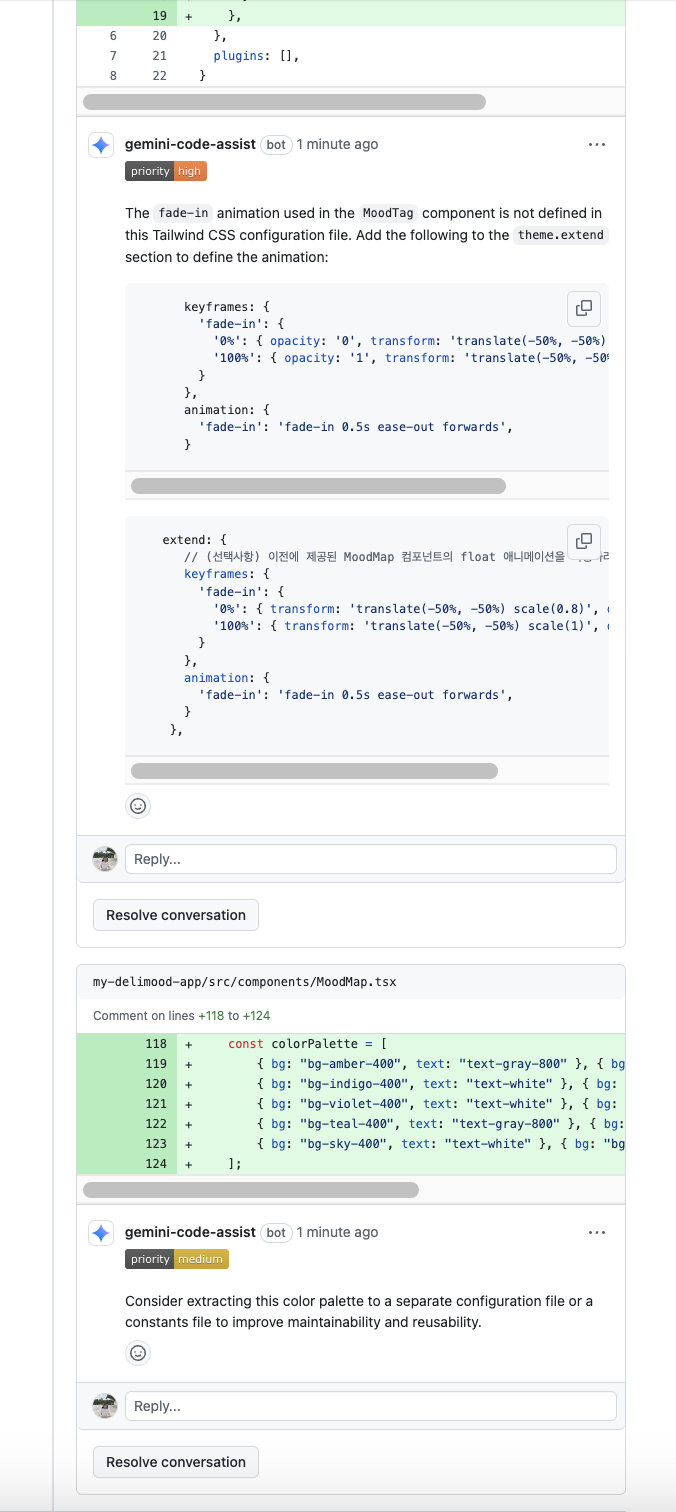 19 + },
6 20 },
7 21 plugins: [],
8 22 }
gemini-code-assist bot 1 minute ago ...
priority high
The fade-in animation used in the MoodTag component is not defined in
this Tailwind CSS configuration file. Add the following to the theme.extend
section to define the animation:
keyframes: {
'fade-in': {
'0%': { opacity: '0', transform: 'translate(-50%, -50%)
'100%': { opacity: '1', transform: 'translate(-50%, -50%
}
},
animation: {
'fade-in': 'fade-in 0.5s ease-out forwards',
}
extend: {
// (선택사항) 이전에 제공된 MoodMap 컴포넌트의 float 애니메이션을
keyframes: {
'fade-in': {
'0%': { transform: 'translate(-50%, -50%) scale(0.8)',
'100%': { transform: 'translate(-50%, -50%) scale(1)',
}
},
animation: {
'fade-in': 'fade-in 0.5s ease-out forwards',
}
},
Reply...
Resolve conversation
my-delimood-app/src/components/MoodMap.tsx
Comment on lines +118 to +124
118 + const colorPalette = [
119 + { bg: "bg-amber-400", text: "text-gray-800" }, { bg
120 + { bg: "bg-indigo-400", text: "text-white" }, { bg:
121 + { bg: "bg-violet-400", text: "text-white" }, { bg:
122 + { bg: "bg-teal-400", text: "text-gray-800" }, { bg:
123 + { bg: "bg-sky-400", text: "text-white" }, { bg: "bg
124 + ];
gemini-code-assist bot 1 minute ago ...
priority medium
Consider extracting this color palette to a separate configuration file or a
constants file to improve maintainability and reusability.
Reply...
Resolve conversation